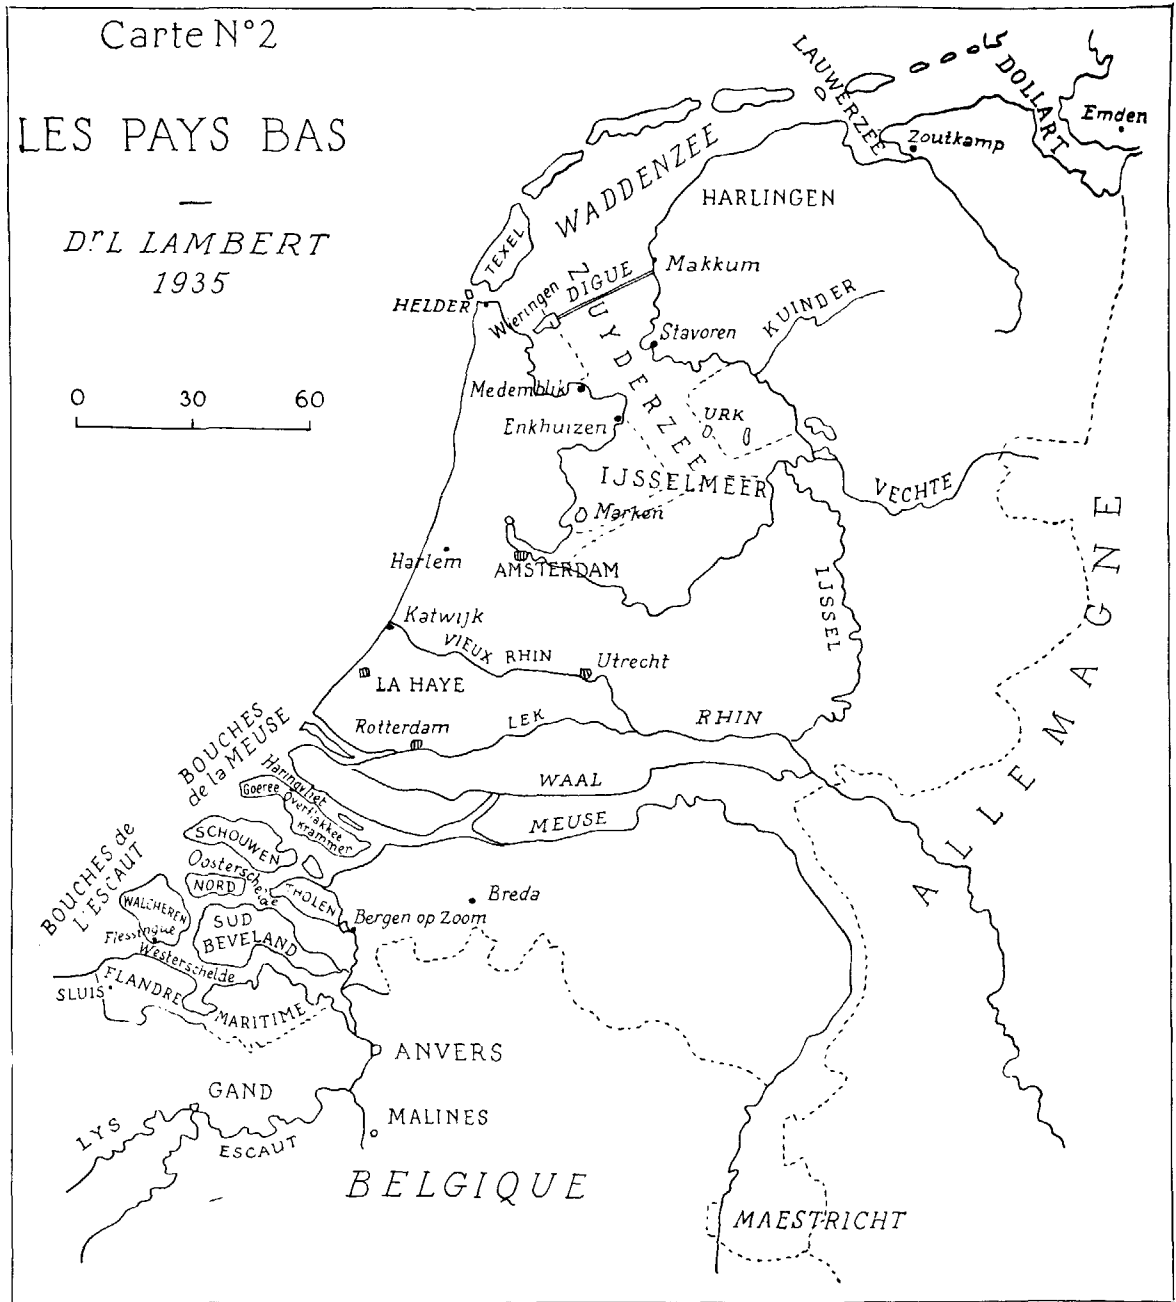 Carte N°2
LES PAYS BAS
Dr L LAMBERT
1935
0 30 60
LAUWERZEE
DOLLART
Emden
Zoutkamp
WADDENZEE
HARLINGEN
TEXEL
Makkum
ZUYDERZEE
DIGUE
HELDER
Wieringen
KUINDER
Stavoren
Medemblik
URK
Enkhuizen
IJSSELMEER
VECHTE
Marken
Harlem
AMSTERDAM
IJSSEL
ALLEMAGNE
Katwijk
VIEUX RHIN
Utrecht
LA HAYE
BOUCHES
de la MEUSE
Rotterdam
LEK
RHIN
WAAL
MEUSE
Haringvliet
Goeree Overflakkee
Krammer
SCHOUWEN
BOUCHES de
L'ESCAUT
Oosterschelde
NORD
THOLEN
Breda
WALCHEREN
SUD
BEVELAND
Bergen op Zoom
Flessingue
Westerschelde
SLUIS
FLANDRE
MARITIME
ANVERS
GAND
MALINES
LYS
ESCAUT
BELGIQUE
MAESTRICHT